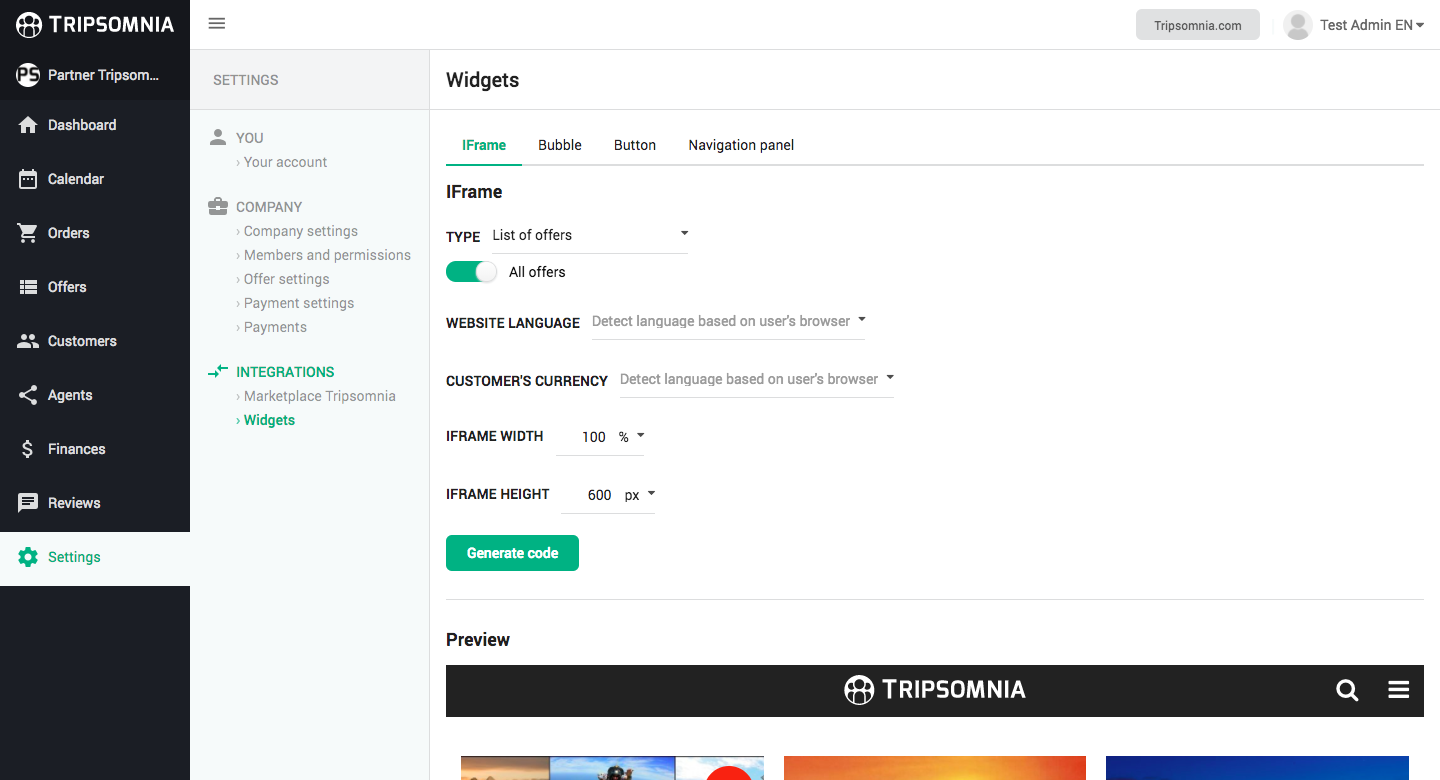 TRIPSOMNIA
Tripsomnia.com
Test Admin EN
PS
Partner Tripsom...
Dashboard
Calendar
Orders
Offers
Customers
Agents
Finances
Reviews
Settings
SETTINGS
YOU
› Your account
COMPANY
› Company settings
› Members and permissions
› Offer settings
› Payment settings
› Payments
INTEGRATIONS
› Marketplace Tripsomnia
› Widgets
Widgets
IFrame Bubble Button Navigation panel
IFrame
TYPE List of offers
All offers
WEBSITE LANGUAGE Detect language based on user's browser
CUSTOMER'S CURRENCY Detect language based on user's browser
IFRAME WIDTH 100 %
IFRAME HEIGHT 600 px
Generate code
Preview
TRIPSOMNIA